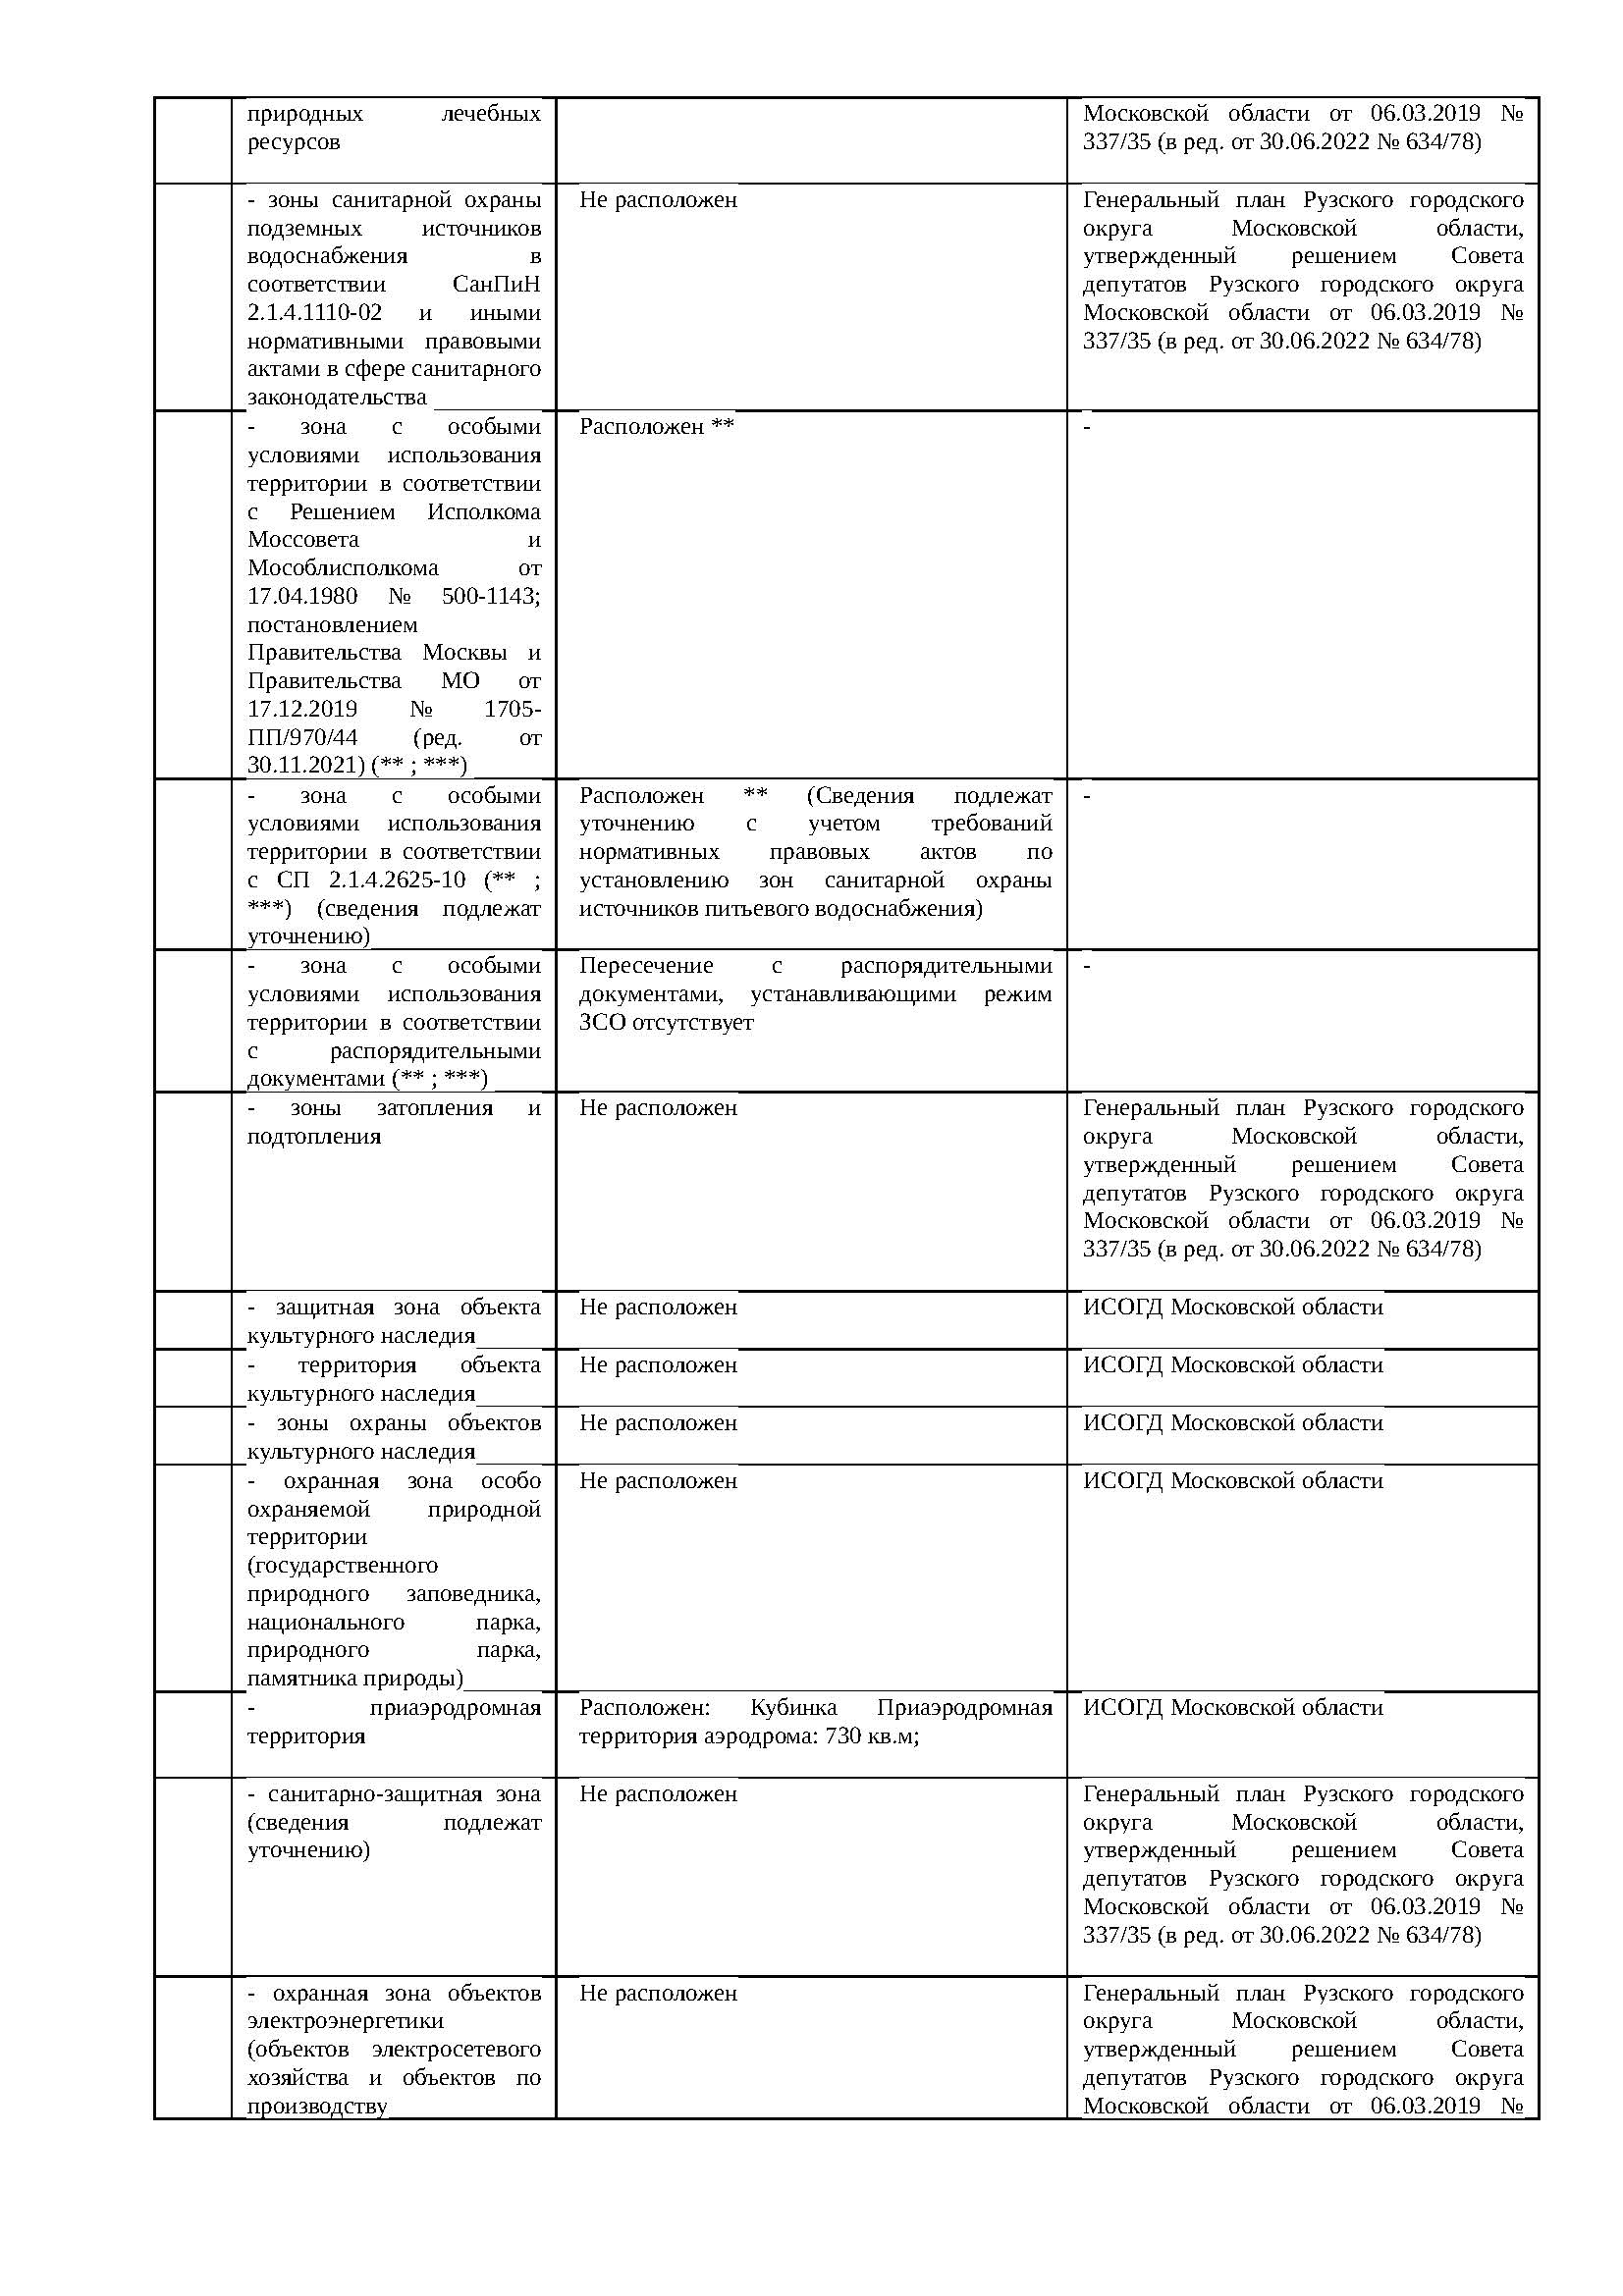 природных лечебных
ресурсов
Московской области от 06.03.2019 №
337/35 (в ред. от 30.06.2022 № 634/78)
- зоны санитарной охраны
подземных источников
водоснабжения в
соответствии СанПиН
2.1.4.1110-02 и иными
нормативными правовыми
актами в сфере санитарного
законодательства
Не расположен
Генеральный план Рузского городского
округа Московской области,
утвержденный решением Совета
депутатов Рузского городского округа
Московской области от 06.03.2019 №
337/35 (в ред. от 30.06.2022 № 634/78)
- зона с особыми
условиями использования
территории в соответствии
с Решением Исполкома
Моссовета и
Мособлисполкома от
17.04.1980 № 500-1143;
постановлением
Правительства Москвы и
Правительства МО от
17.12.2019 № 1705-
ПП/970/44 (ред. от
30.11.2021) (** ; ***)
Расположен **
-
- зона с особыми
условиями использования
территории в соответствии
с СП 2.1.4.2625-10 (** ;
***) (сведения подлежат
уточнению)
Расположен ** (Сведения подлежат
уточнению с учетом требований
нормативных правовых актов по
установлению зон санитарной охраны
источников питьевого водоснабжения)
-
- зона с особыми
условиями использования
территории в соответствии
с распорядительными
документами (** ; ***)
Пересечение с распорядительными
документами, устанавливающими режим
ЗСО отсутствует
-
- зоны затопления и
подтопления
Не расположен
Генеральный план Рузского городского
округа Московской области,
утвержденный решением Совета
депутатов Рузского городского округа
Московской области от 06.03.2019 №
337/35 (в ред. от 30.06.2022 № 634/78)
- защитная зона объекта
культурного наследия
Не расположен
ИСОГД Московской области
- территория объекта
культурного наследия
Не расположен
ИСОГД Московской области
- зоны охраны объектов
культурного наследия
Не расположен
ИСОГД Московской области
- охранная зона особо
охраняемой природной
территории
(государственного
природного заповедника,
национального парка,
природного парка,
памятника природы)
Не расположен
ИСОГД Московской области
- приаэродромная
территория
Расположен: Кубинка Приаэродромная
территория аэродрома: 730 кв.м;
ИСОГД Московской области
- санитарно-защитная зона
(сведения подлежат
уточнению)
Не расположен
Генеральный план Рузского городского
округа Московской области,
утвержденный решением Совета
депутатов Рузского городского округа
Московской области от 06.03.2019 №
337/35 (в ред. от 30.06.2022 № 634/78)
- охранная зона объектов
электроэнергетики
(объектов электросетевого
хозяйства и объектов по
производству
Не расположен
Генеральный план Рузского городского
округа Московской области,
утвержденный решением Совета
депутатов Рузского городского округа
Московской области от 06.03.2019 №